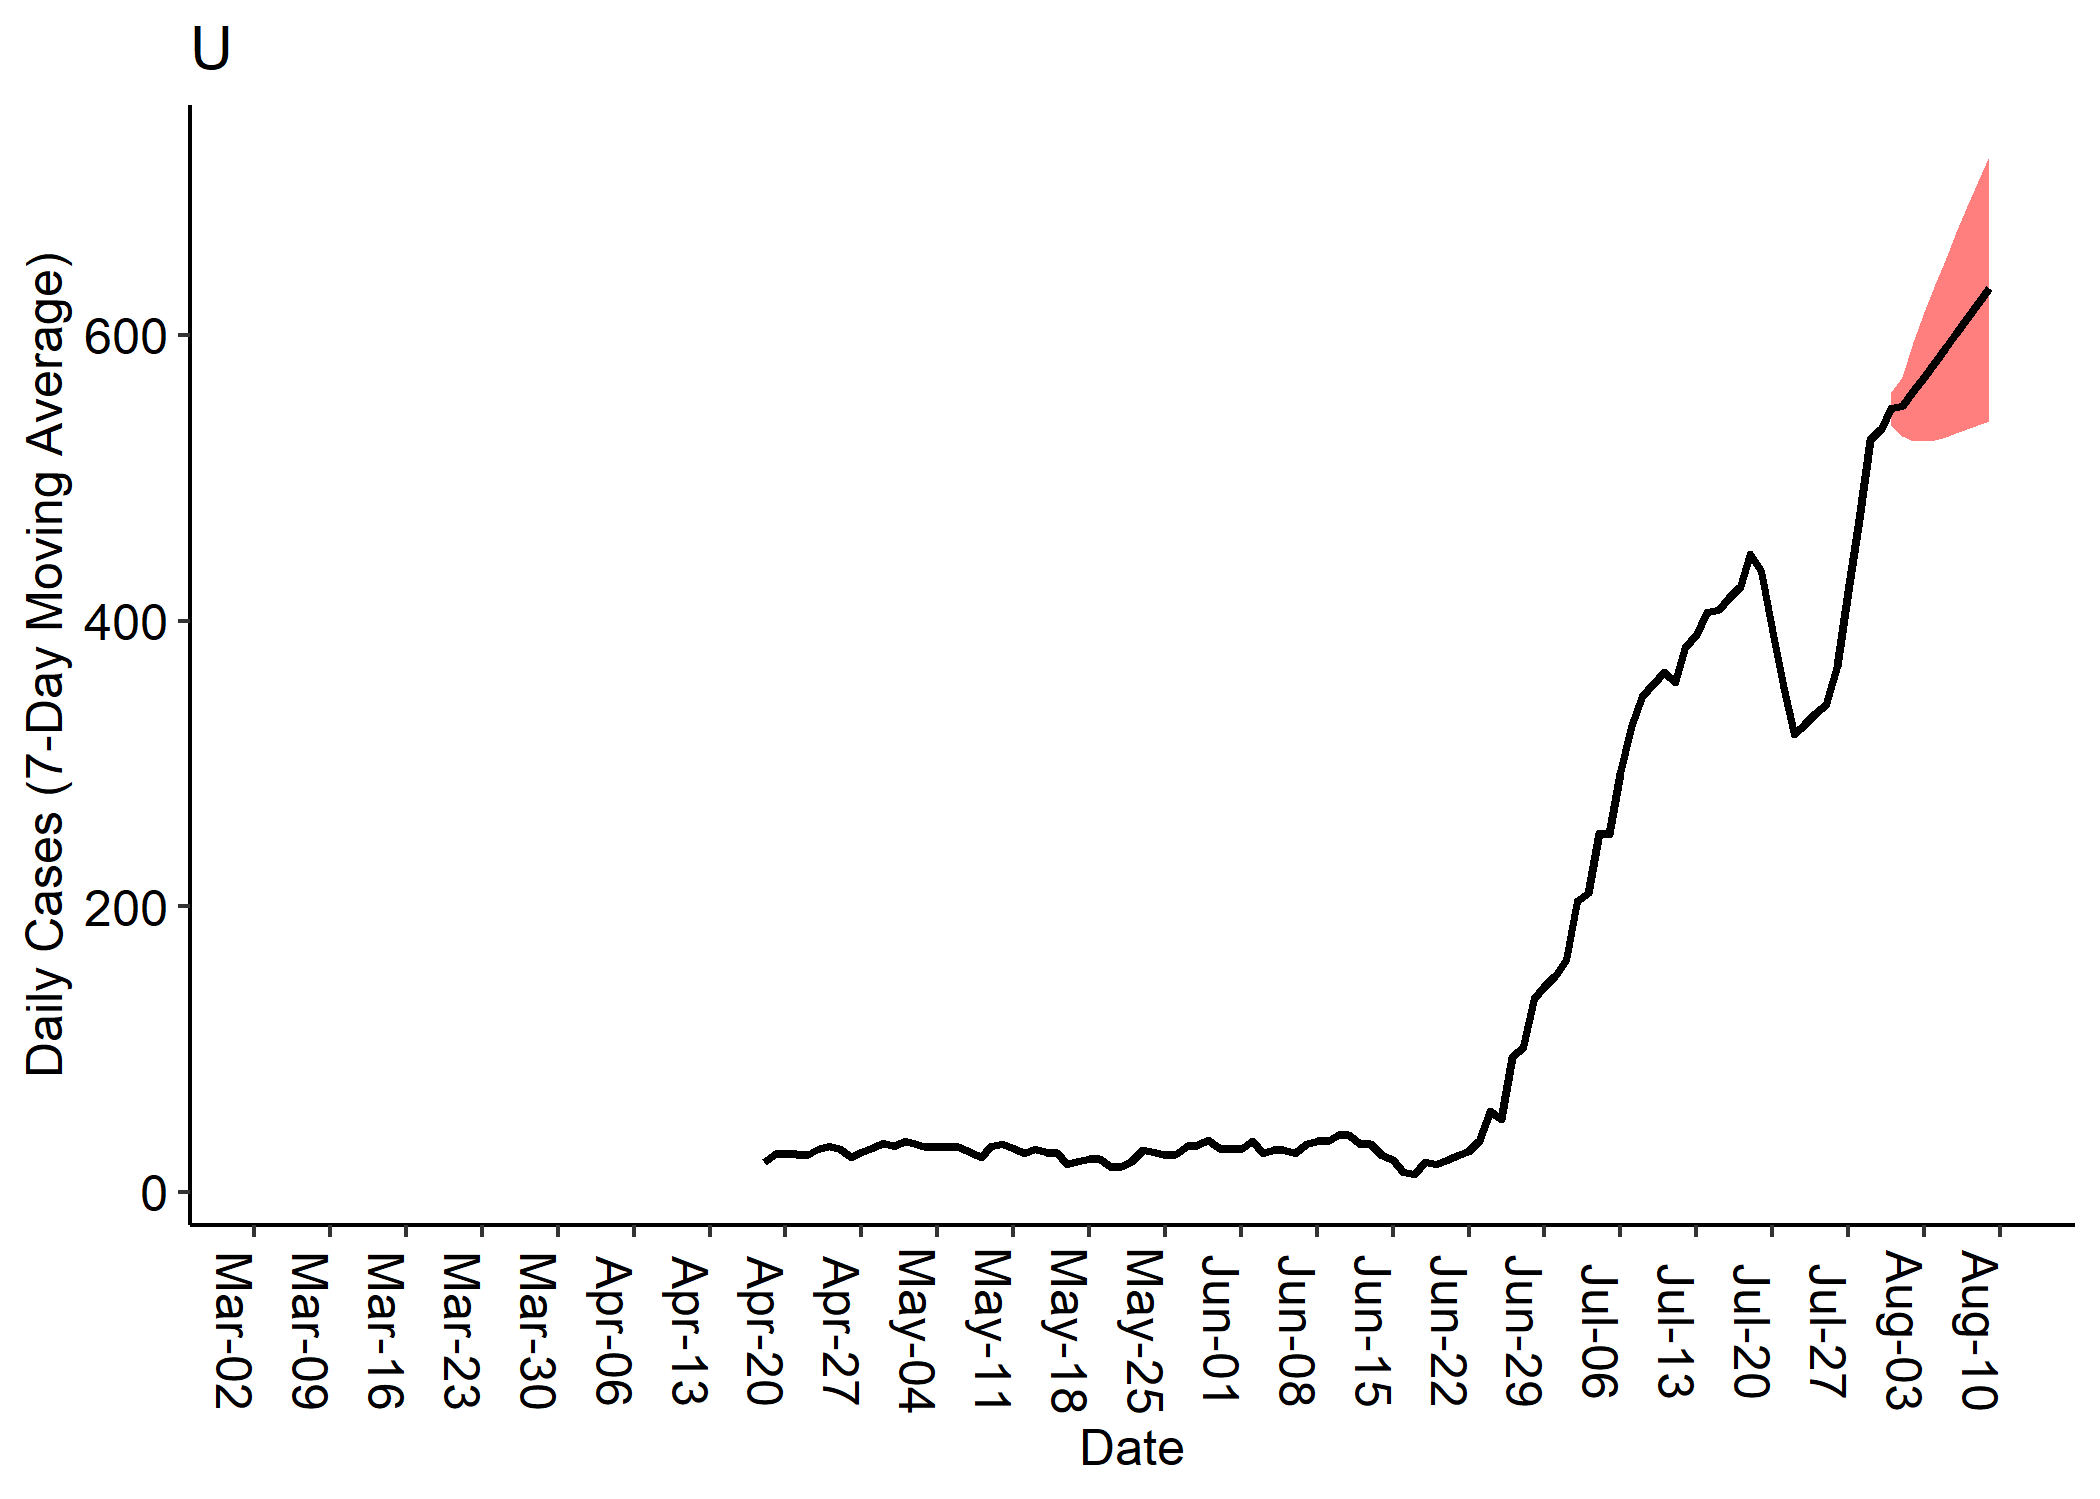 U
Daily Cases (7-Day Moving Average)
600
400
200
0
Mar-02
Mar-09
Mar-16
Mar-23
Mar-30
Apr-06
Apr-13
Apr-20
Apr-27
May-04
May-11
May-18
May-25
Jun-01
Jun-08
Jun-15
Jun-22
Jun-29
Jul-06
Jul-13
Jul-20
Jul-27
Aug-03
Aug-10
Date